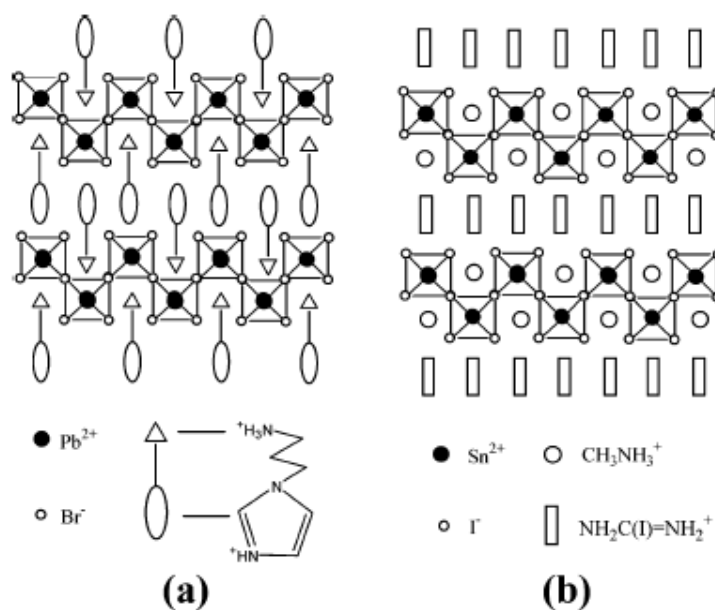 Pb²⁺
⁺H₃N
Br⁻
N
⁺HN
(a)
Sn²⁺
CH₃NH₃⁺
I⁻
NH₂C(I)=NH₂⁺
(b)